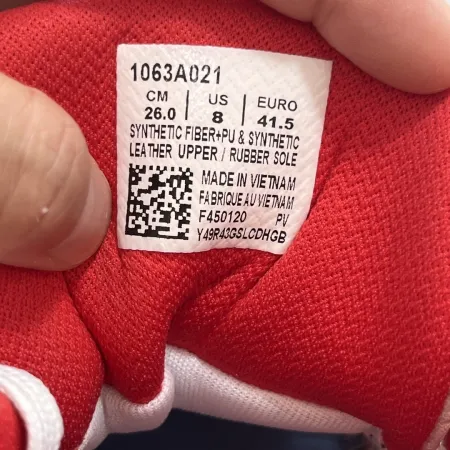 1063A021
CM | US | EURO
26.0 | 8 | 41.5
SYNTHETIC FIBER+PU & SYNTHETIC
LEATHER UPPER / RUBBER SOLE
MADE IN VIETNAM
FABRIQUE AU VIETNAM
F450120 PV
Y49R43GSLCDHGB